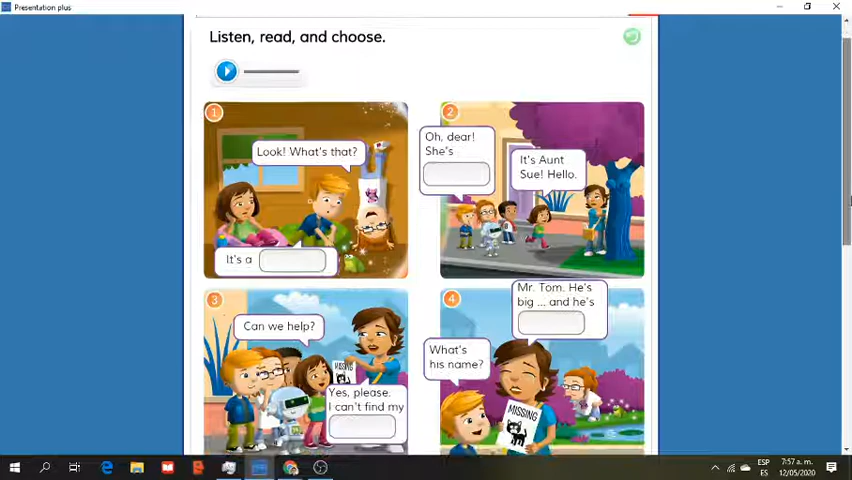 Presentation plus
Listen, read, and choose.
1
Look! What's that?
It's a
2
Oh, dear!
She's
It's Aunt
Sue! Hello.
3
Can we help?
MISSING
Yes, please.
I can't find my
4
Mr. Tom. He's
big ... and he's
What's
his name?
MISSING
ESP
ES
7:57 a. m.
12/05/2020